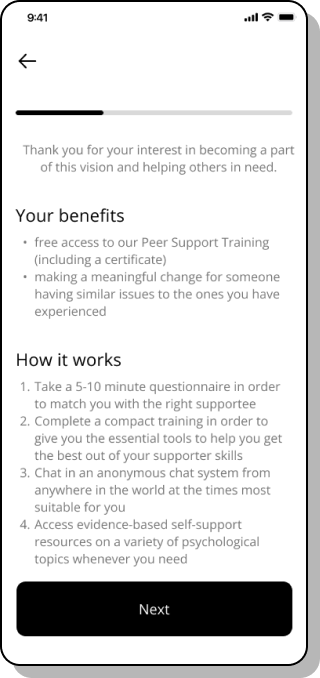 9:41
Thank you for your interest in becoming a part
of this vision and helping others in need.
Your benefits
• free access to our Peer Support Training
(including a certificate)
• making a meaningful change for someone
having similar issues to the ones you have
experienced
How it works
1. Take a 5-10 minute questionnaire in order
to match you with the right supportee
2. Complete a compact training in order to
give you the essential tools to help you get
the best out of your supporter skills
3. Chat in an anonymous chat system from
anywhere in the world at the times most
suitable for you
4. Access evidence-based self-support
resources on a variety of psychological
topics whenever you need
Next